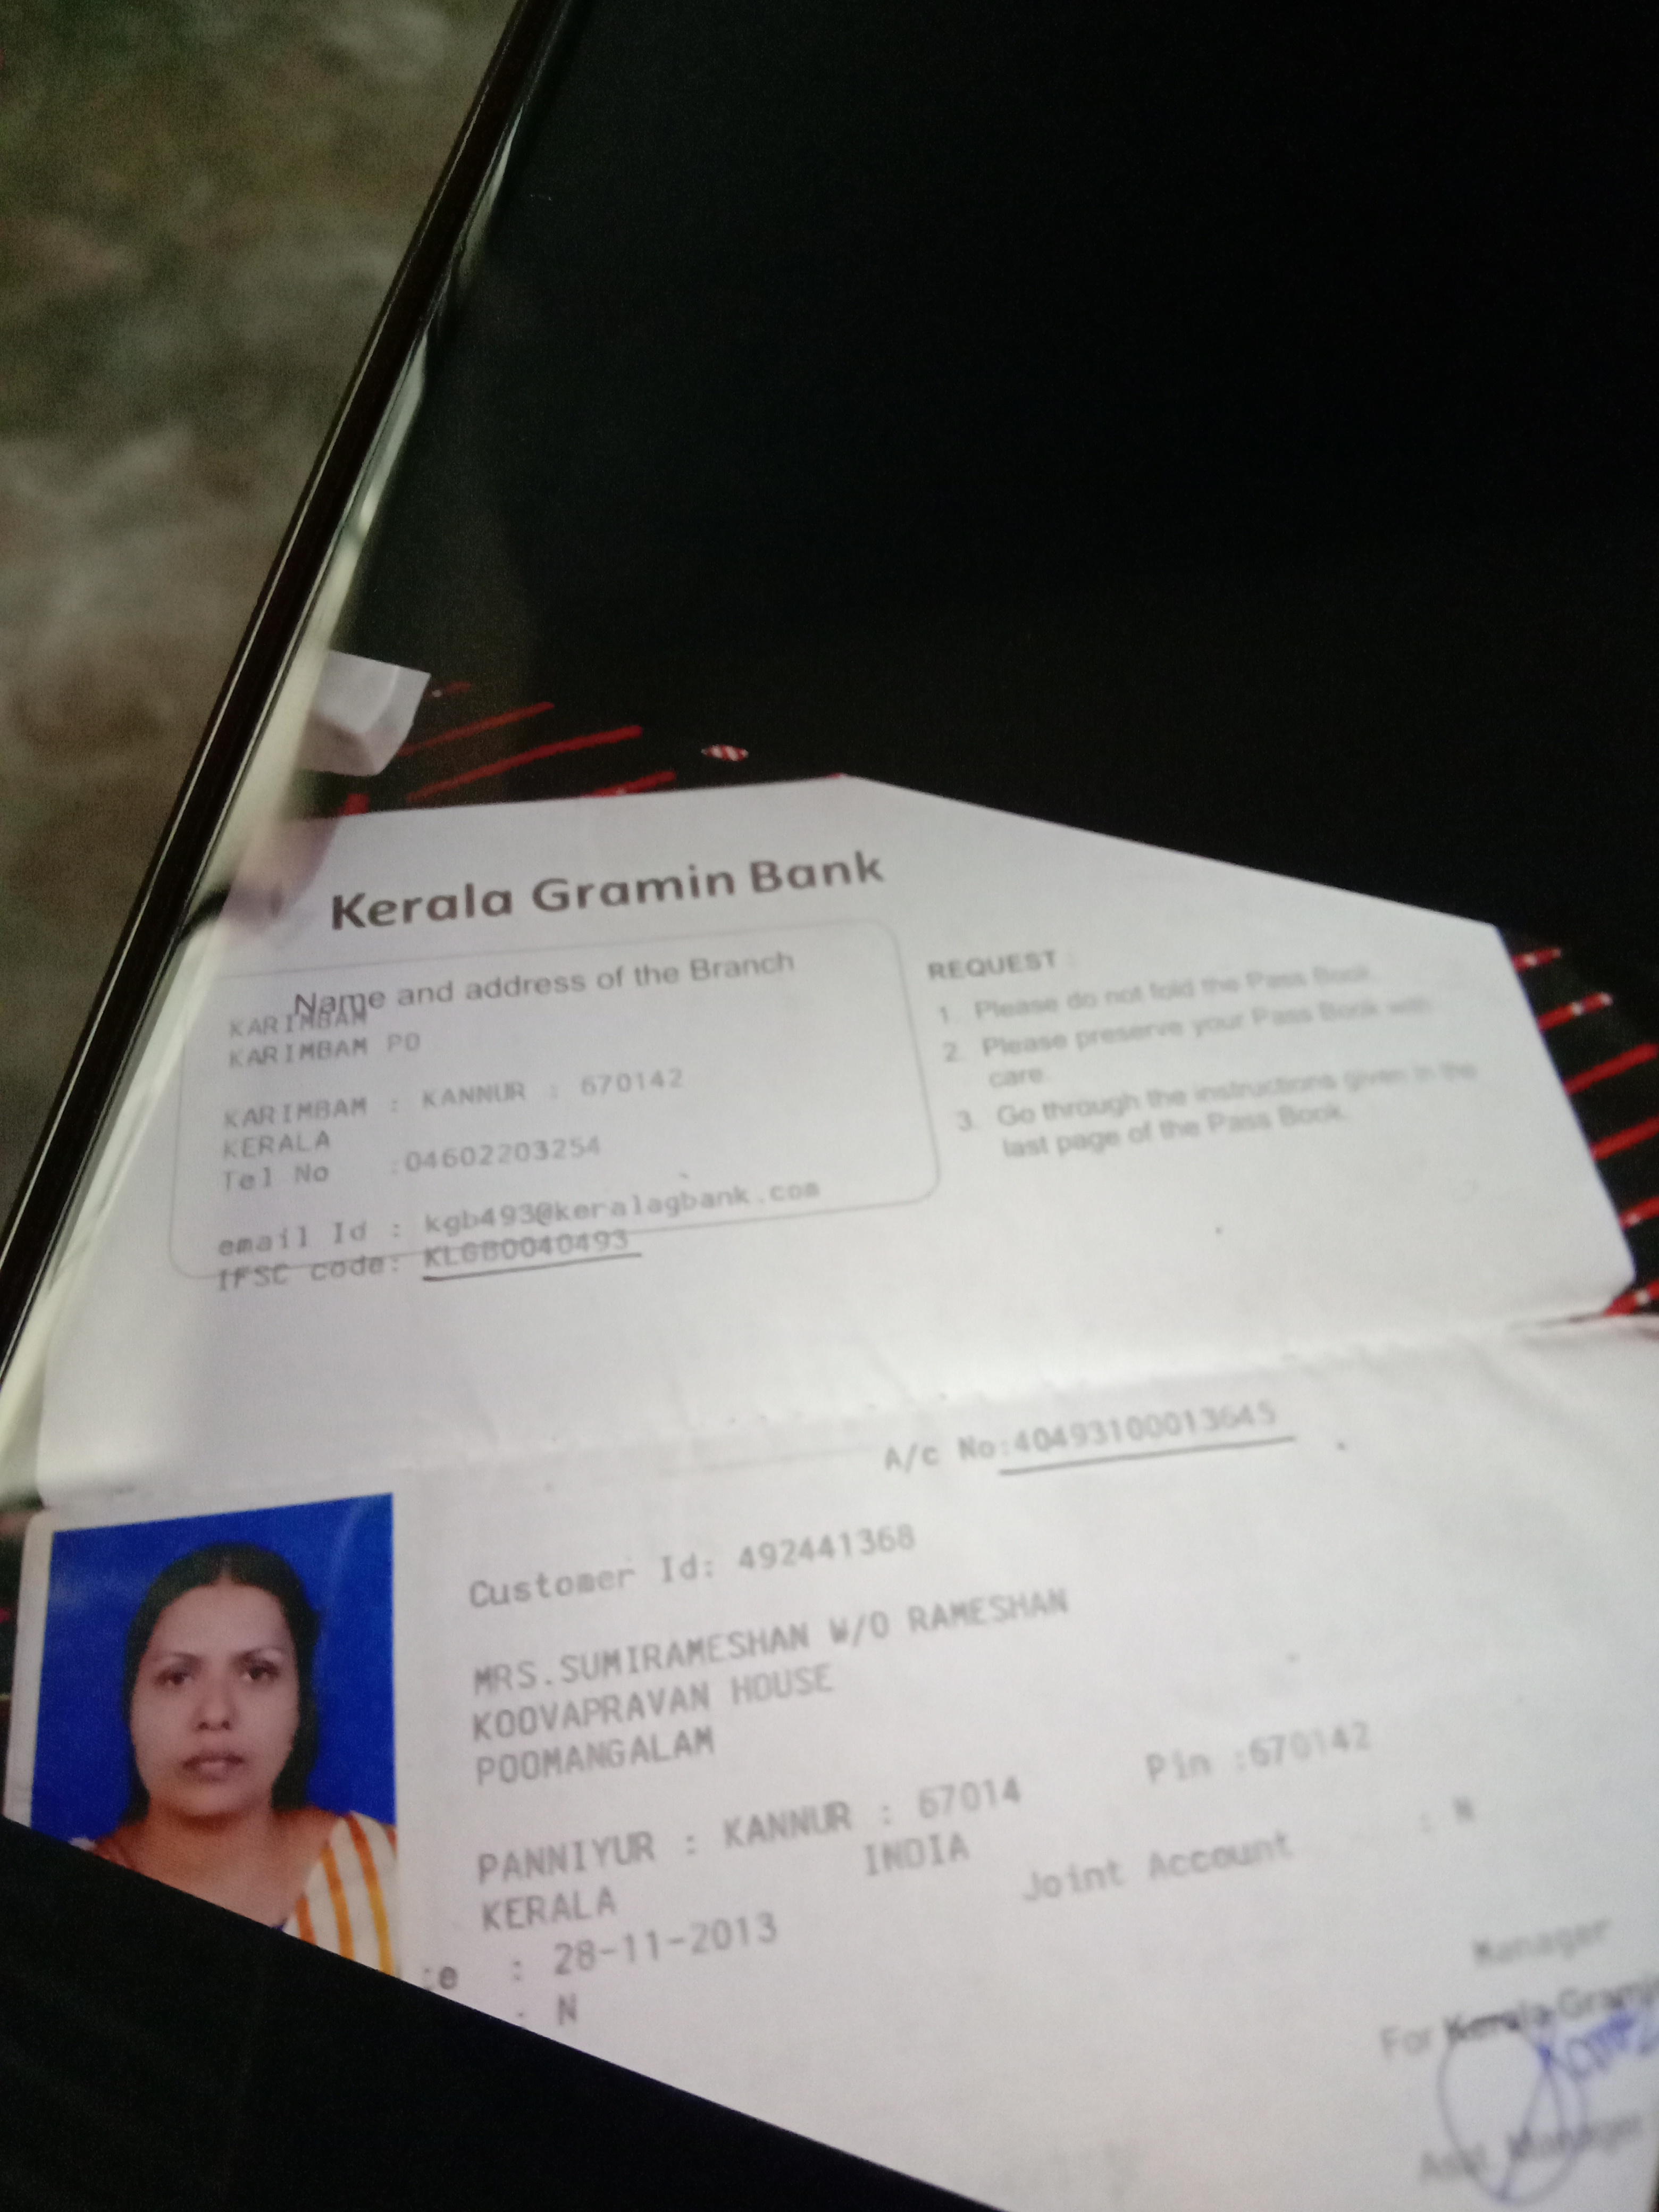 Kerala Gramin Bank
Name and address of the Branch
KARIMBAM
KARIMBAM PO
KARIMBAM : KANNUR : 670142
KERALA
Tel No :04602203254
email Id : kgb493@keralagbank.com
IFSC code: KLGB0040493
REQUEST :
1. Please do not fold the Pass Book.
2. Please preserve your Pass Book with
care.
3. Go through the instructions given in the
last page of the Pass Book.
A/c No:40493100013645
Customer Id: 492441368
MRS.SUMIRAMESHAN W/O RAMESHAN
KOOVAPRAVAN HOUSE
POOMANGALAM
PANNIYUR : KANNUR : 67014 Pin :670142
KERALA INDIA
te : 28-11-2013 Joint Account : N
: N
Manager
For Kerala Gramin
Asst. Manager